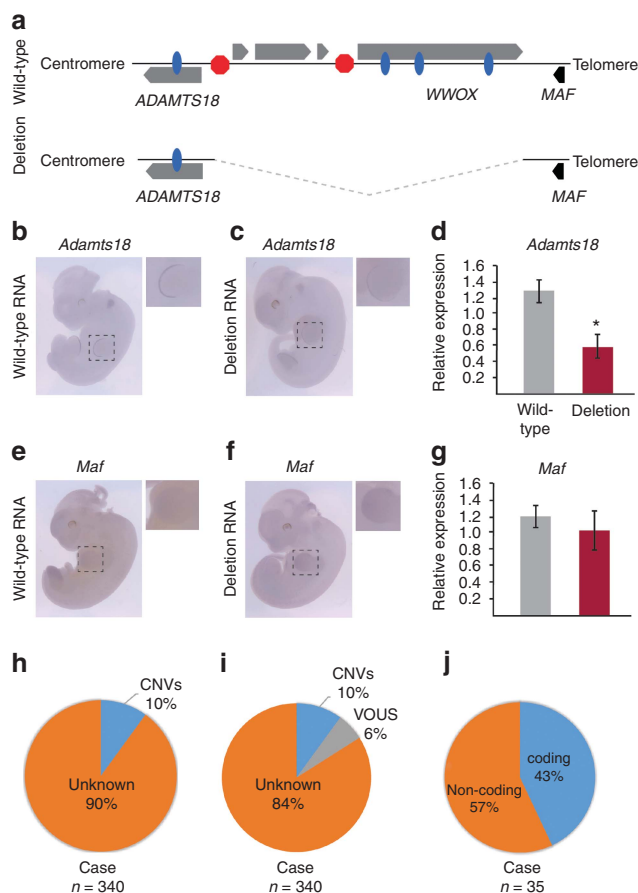 a
Wild-type
Centromere
Telomere
ADAMTS18
WWOX
MAF
Deletion
Centromere
Telomere
ADAMTS18
MAF
b
Adamts18
Wild-type RNA
c
Deletion RNA
d
Adamts18
Relative expression
1.6
1.4
1.2
1.0
0.8
0.6
0.4
0.2
*
Wild-
type
Deletion
e
Maf
Wild-type RNA
f
Maf
Deletion RNA
g
Maf
Relative expression
1.6
1.4
1.2
1.0
0.8
0.6
0.4
0.2
h
CNVs
10%
Unknown
90%
Case
n = 340
i
CNVs
10%
VOUS
6%
Unknown
84%
Case
n = 340
j
coding
43%
Non-coding
57%
Case
n = 35